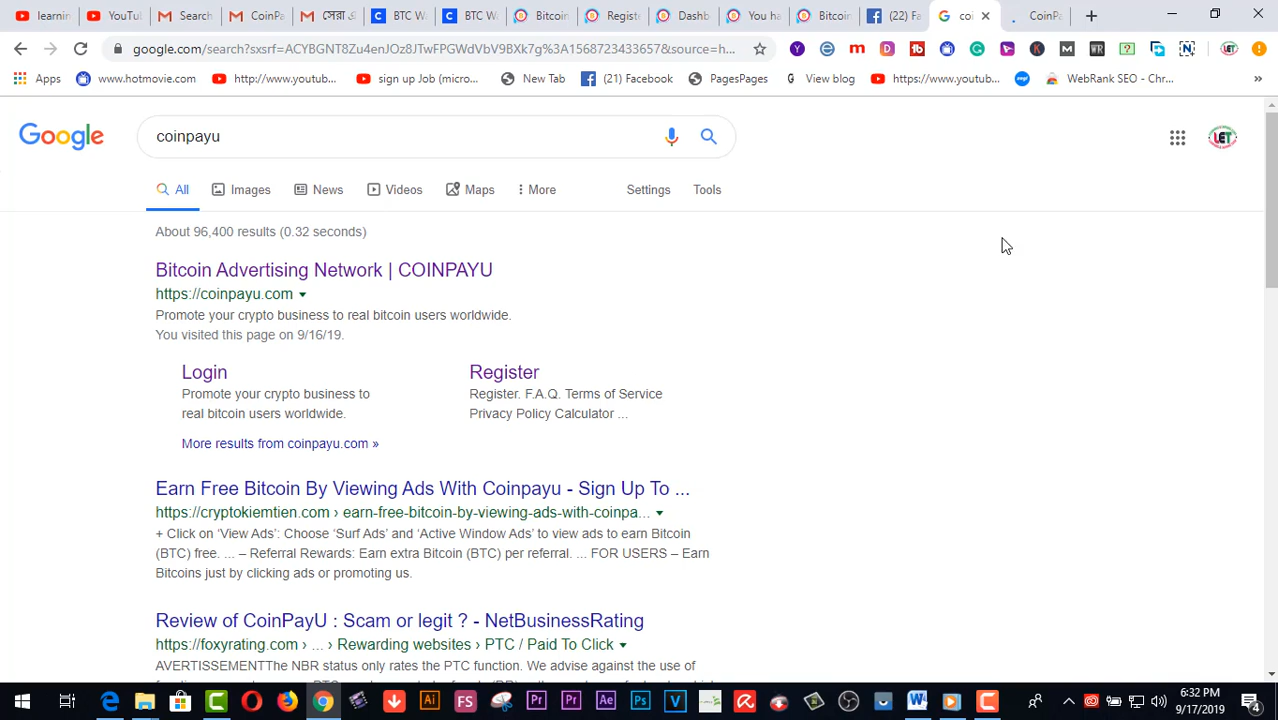 learnin
YouTu
Search
CoinPa
সেরা
BTC W
BTC W
Bitcoin
Registe
Dashb
You ha
Bitcoin
(22) Fa
coi
CoinPa
google.com/search?sxsrf=ACYBGNT8Zu4enJOz8JTwFPGWdVbV9BXk7g%3A1568723433657&source=h...
Apps
www.hotmovie.com
http://www.youtub...
sign up Job (micro...
New Tab
(21) Facebook
PagesPages
View blog
https://www.youtub...
WebRank SEO - Chr...
Google
coinpayu
LET
All
Images
News
Videos
Maps
More
Settings
Tools
About 96,400 results (0.32 seconds)
Bitcoin Advertising Network | COINPAYU
https://coinpayu.com
Promote your crypto business to real bitcoin users worldwide.
You visited this page on 9/16/19.
Login
Promote your crypto business to
real bitcoin users worldwide.
Register
Register. F.A.Q. Terms of Service
Privacy Policy Calculator ...
More results from coinpayu.com »
Earn Free Bitcoin By Viewing Ads With Coinpayu - Sign Up To ...
https://cryptokiemtien.com › earn-free-bitcoin-by-viewing-ads-with-coinpa...
+ Click on ‘View Ads’: Choose ‘Surf Ads’ and ‘Active Window Ads’ to view ads to earn Bitcoin
(BTC) free. ... – Referral Rewards: Earn extra Bitcoin (BTC) per referral. ... FOR USERS – Earn
Bitcoins just by clicking ads or promoting us.
Review of CoinPayU : Scam or legit ? - NetBusinessRating
https://foxyrating.com › ... › Rewarding websites › PTC / Paid To Click
AVERTISSEMENTThe NBR status only rates the PTC function. We advise against the use of
6:32 PM
9/17/2019